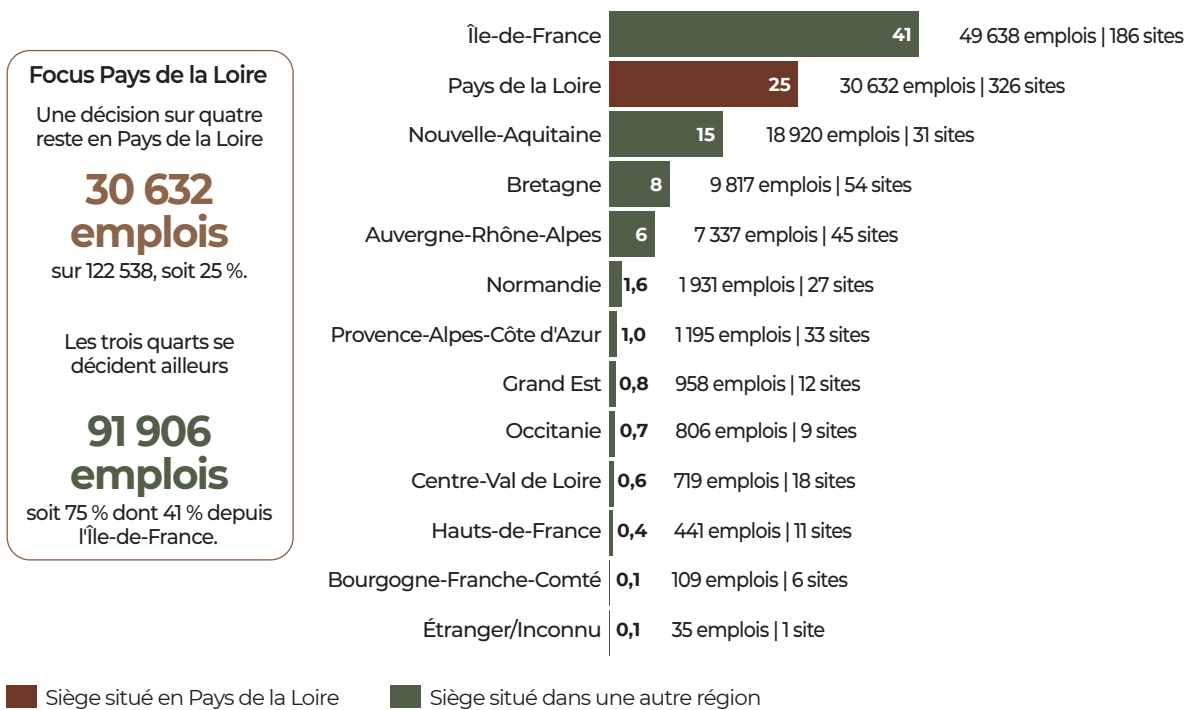 Focus Pays de la Loire
Une décision sur quatre
reste en Pays de la Loire
30 632
emplois
sur 122 538, soit 25 %.
Les trois quarts se
décident ailleurs
91 906
emplois
soit 75 % dont 41 % depuis
l'Île-de-France.
Île-de-France 41 49 638 emplois | 186 sites
Pays de la Loire 25 30 632 emplois | 326 sites
Nouvelle-Aquitaine 15 18 920 emplois | 31 sites
Bretagne 8 9 817 emplois | 54 sites
Auvergne-Rhône-Alpes 6 7 337 emplois | 45 sites
Normandie 1,6 1 931 emplois | 27 sites
Provence-Alpes-Côte d'Azur 1,0 1 195 emplois | 33 sites
Grand Est 0,8 958 emplois | 12 sites
Occitanie 0,7 806 emplois | 9 sites
Centre-Val de Loire 0,6 719 emplois | 18 sites
Hauts-de-France 0,4 441 emplois | 11 sites
Bourgogne-Franche-Comté 0,1 109 emplois | 6 sites
Étranger/Inconnu 0,1 35 emplois | 1 site
Siège situé en Pays de la Loire Siège situé dans une autre région